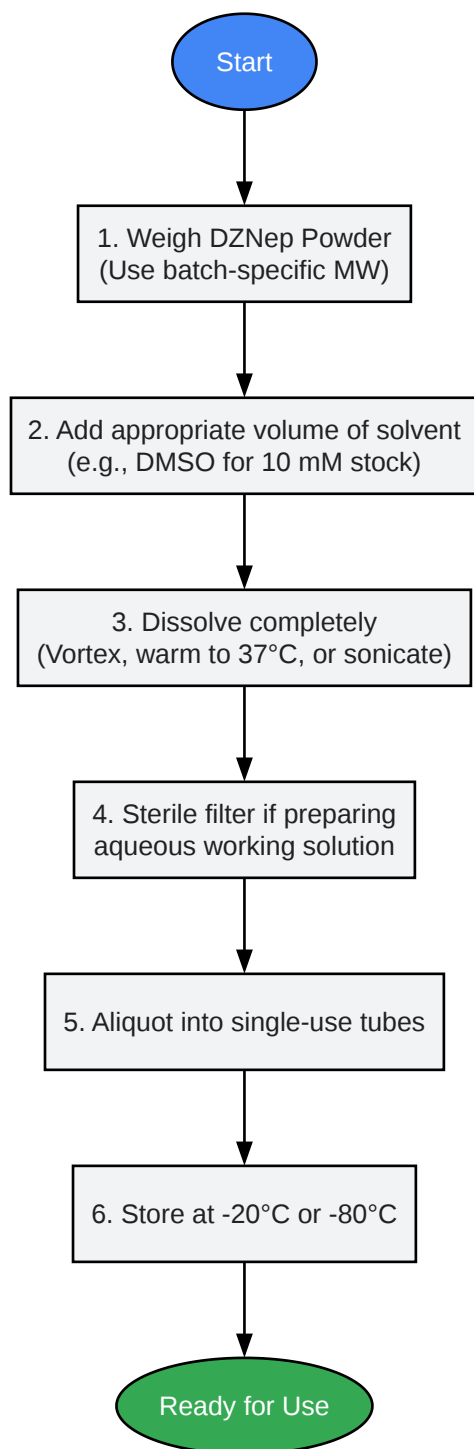 Start
1. Weigh DZNep Powder
(Use batch-specific MW)
2. Add appropriate volume of solvent
(e.g., DMSO for 10 mM stock)
3. Dissolve completely
(Vortex, warm to 37°C, or sonicate)
4. Sterile filter if preparing
aqueous working solution
5. Aliquot into single-use tubes
6. Store at -20°C or -80°C
Ready for Use